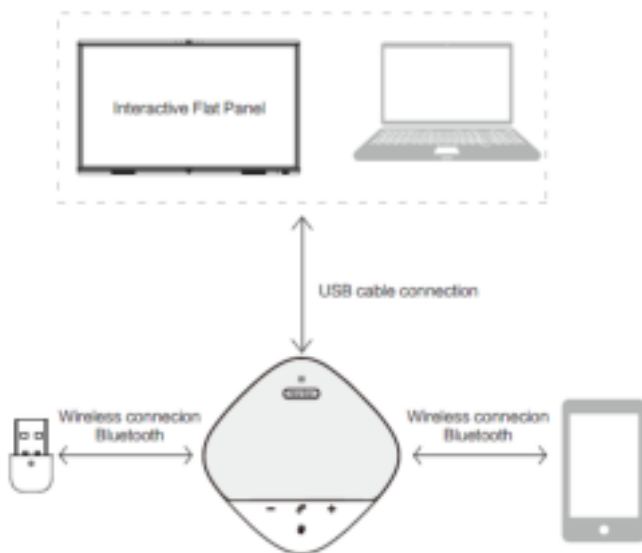 Interactive Flat Panel
USB cable connection
Wireless connecion
Bluetooth
Wireless connecion
Bluetooth